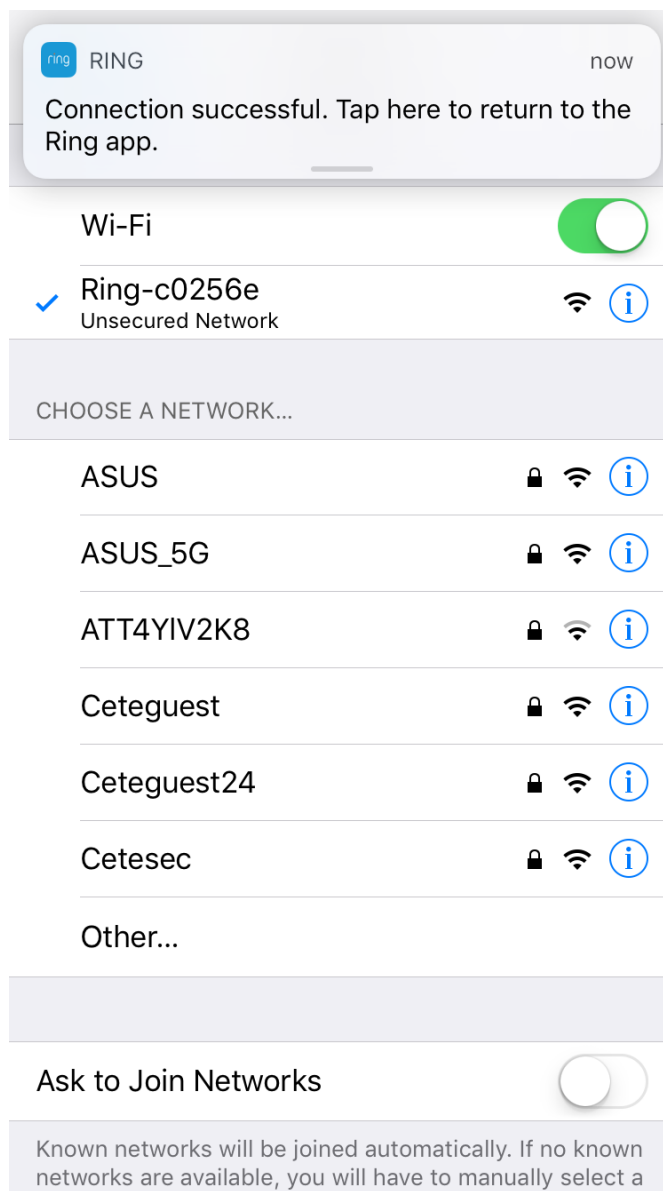 ring RING now
Connection successful. Tap here to return to the
Ring app.
Wi-Fi
Ring-c0256e
Unsecured Network
CHOOSE A NETWORK...
ASUS
ASUS_5G
ATT4YlV2K8
Ceteguest
Ceteguest24
Cetesec
Other...
Ask to Join Networks
Known networks will be joined automatically. If no known
networks are available, you will have to manually select a